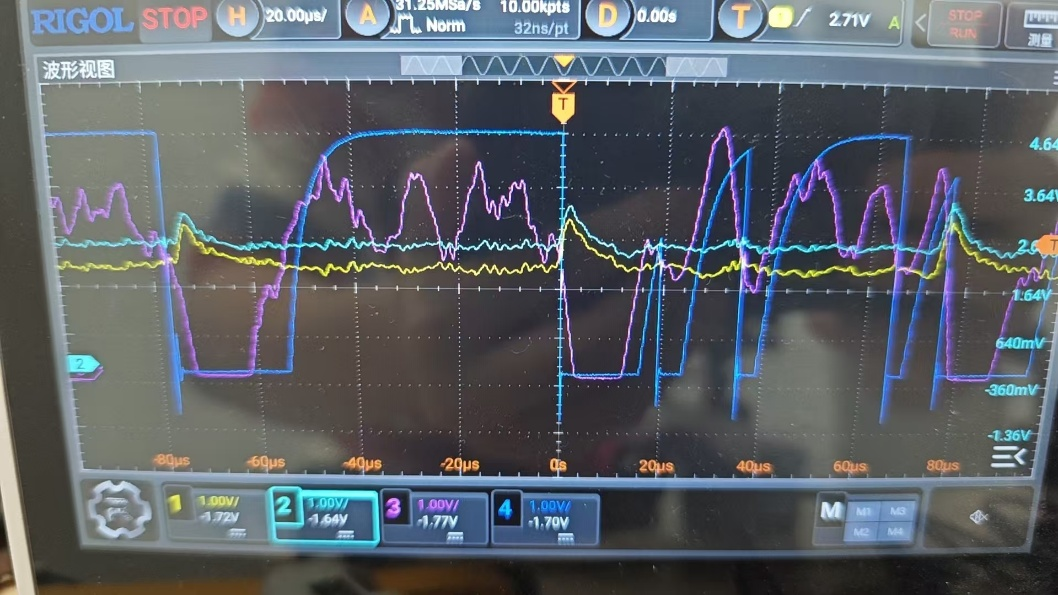 RIGOL STOP H 20.00μs/ A 31.25MSa/s 10.00kpts D 0.00s T 1 2.71V A STOP
Norm 32ns/pt RUN 测量
波形视图
T
4.64
3.64V
T
1.64V
2 640mV
-360mV
-1.36V
-80μs -60μs -40μs -20μs 0s 20μs 40μs 60μs 80μs
1 1.00V/ 2 1.00V/ 3 1.00V/ 4 1.00V/ M M1 M3
-1.72V -1.64V -1.77V -1.70V M2 M4